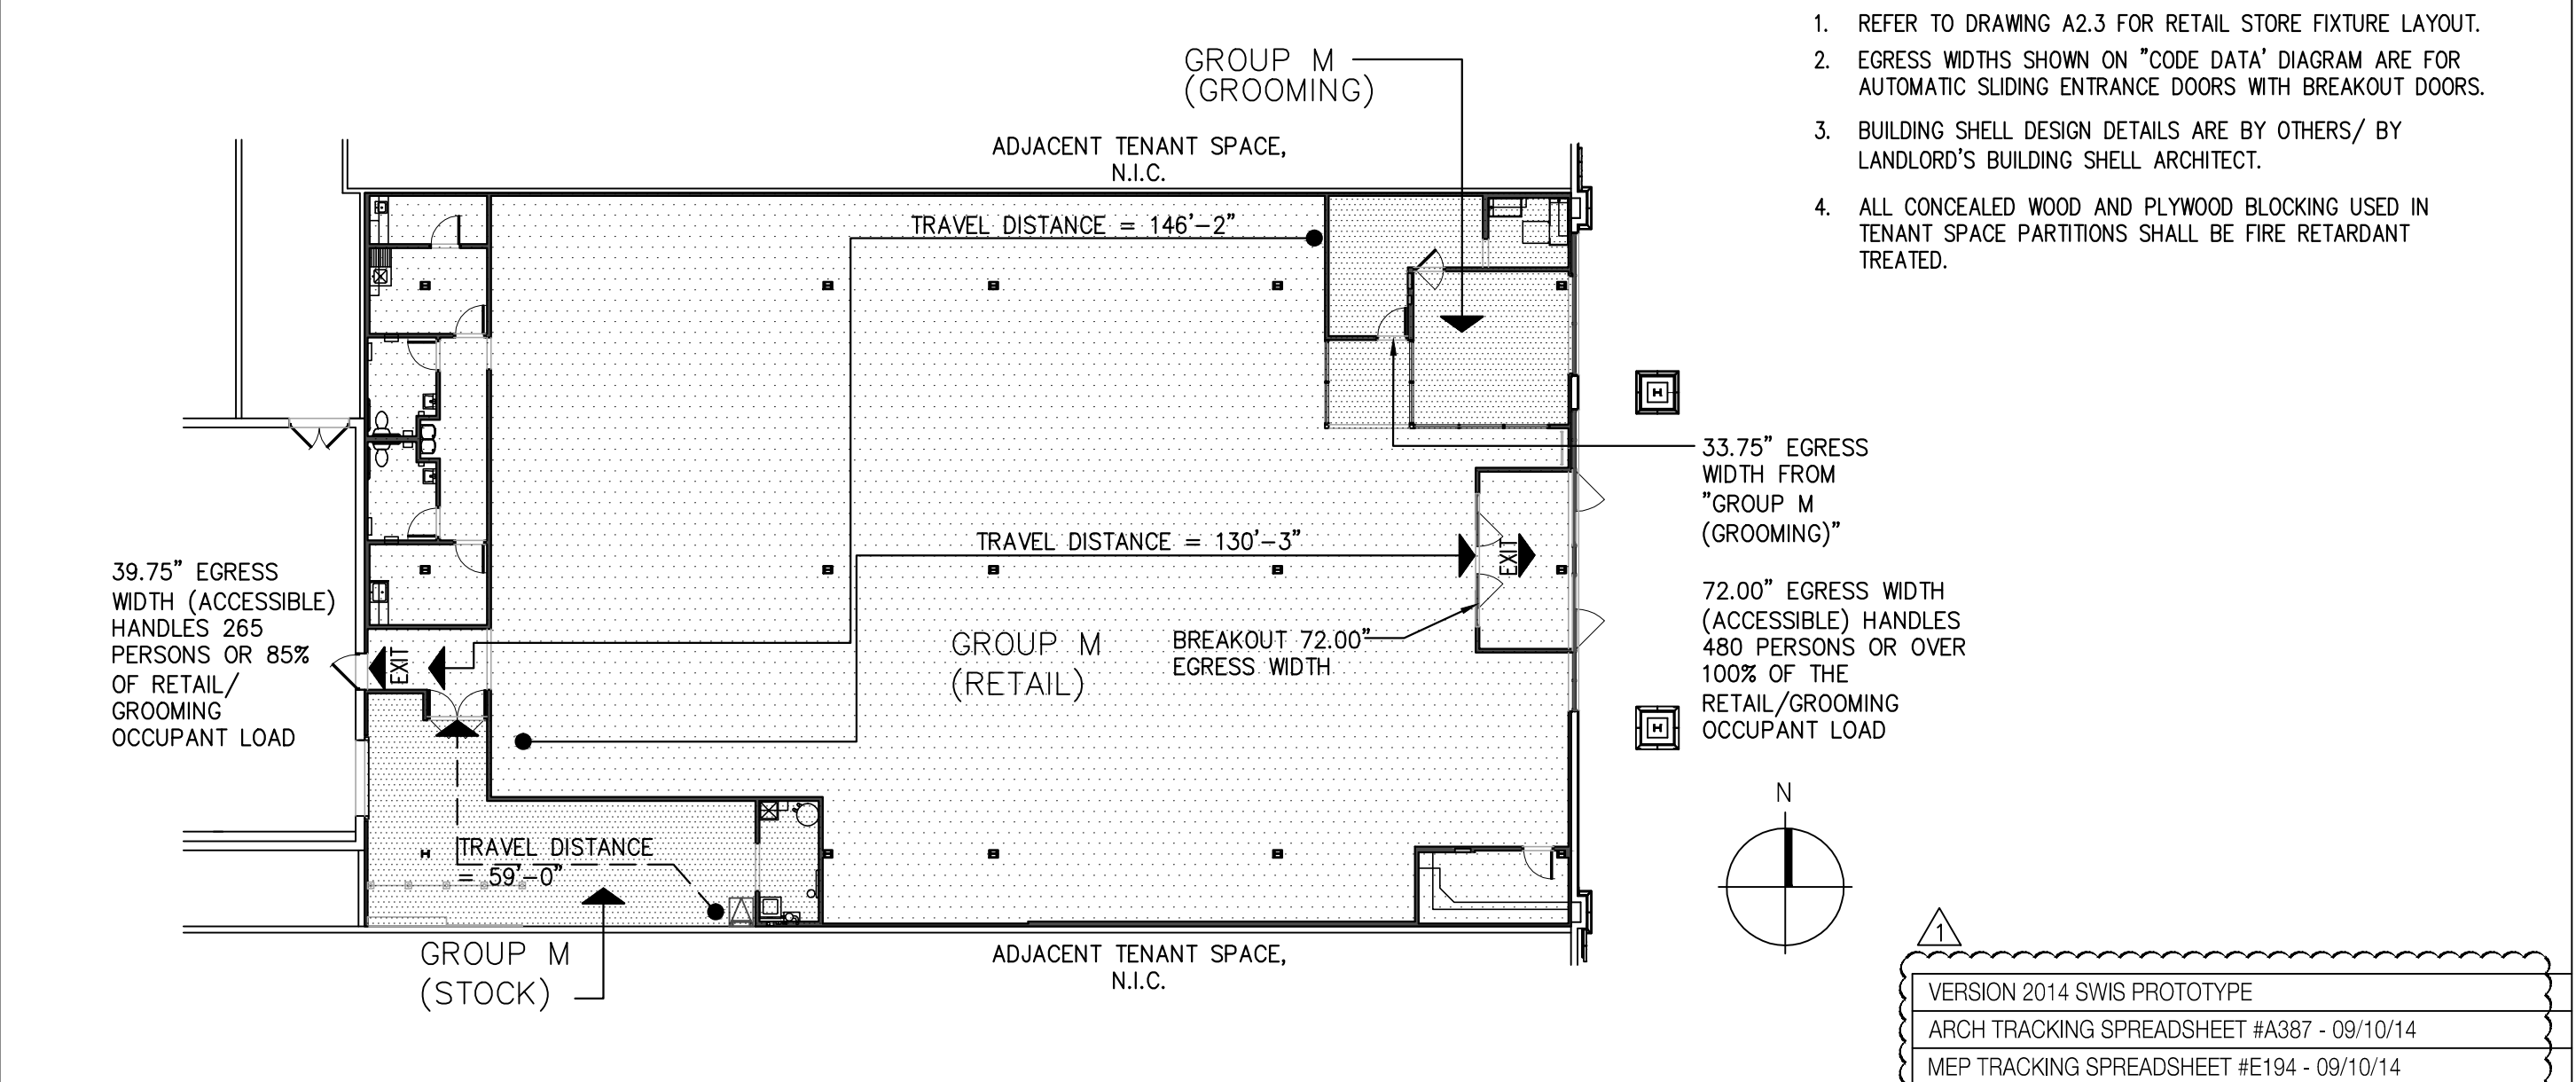 1. REFER TO DRAWING A2.3 FOR RETAIL STORE FIXTURE LAYOUT.
2. EGRESS WIDTHS SHOWN ON "CODE DATA' DIAGRAM ARE FOR
AUTOMATIC SLIDING ENTRANCE DOORS WITH BREAKOUT DOORS.
3. BUILDING SHELL DESIGN DETAILS ARE BY OTHERS/ BY
LANDLORD'S BUILDING SHELL ARCHITECT.
4. ALL CONCEALED WOOD AND PLYWOOD BLOCKING USED IN
TENANT SPACE PARTITIONS SHALL BE FIRE RETARDANT
TREATED.
GROUP M
(GROOMING)
ADJACENT TENANT SPACE,
N.I.C.
TRAVEL DISTANCE = 146'-2"
33.75" EGRESS
WIDTH FROM
"GROUP M
(GROOMING)"
TRAVEL DISTANCE = 130'-3"
EXIT
39.75" EGRESS
WIDTH (ACCESSIBLE)
HANDLES 265
PERSONS OR 85%
OF RETAIL/
GROOMING
OCCUPANT LOAD
EXIT
GROUP M
(RETAIL)
BREAKOUT 72.00"
EGRESS WIDTH
72.00" EGRESS WIDTH
(ACCESSIBLE) HANDLES
480 PERSONS OR OVER
100% OF THE
RETAIL/GROOMING
OCCUPANT LOAD
TRAVEL DISTANCE
= 59'-0"
GROUP M
(STOCK)
ADJACENT TENANT SPACE,
N.I.C.
N
1
VERSION 2014 SWIS PROTOTYPE
ARCH TRACKING SPREADSHEET #A387 - 09/10/14
MEP TRACKING SPREADSHEET #E194 - 09/10/14